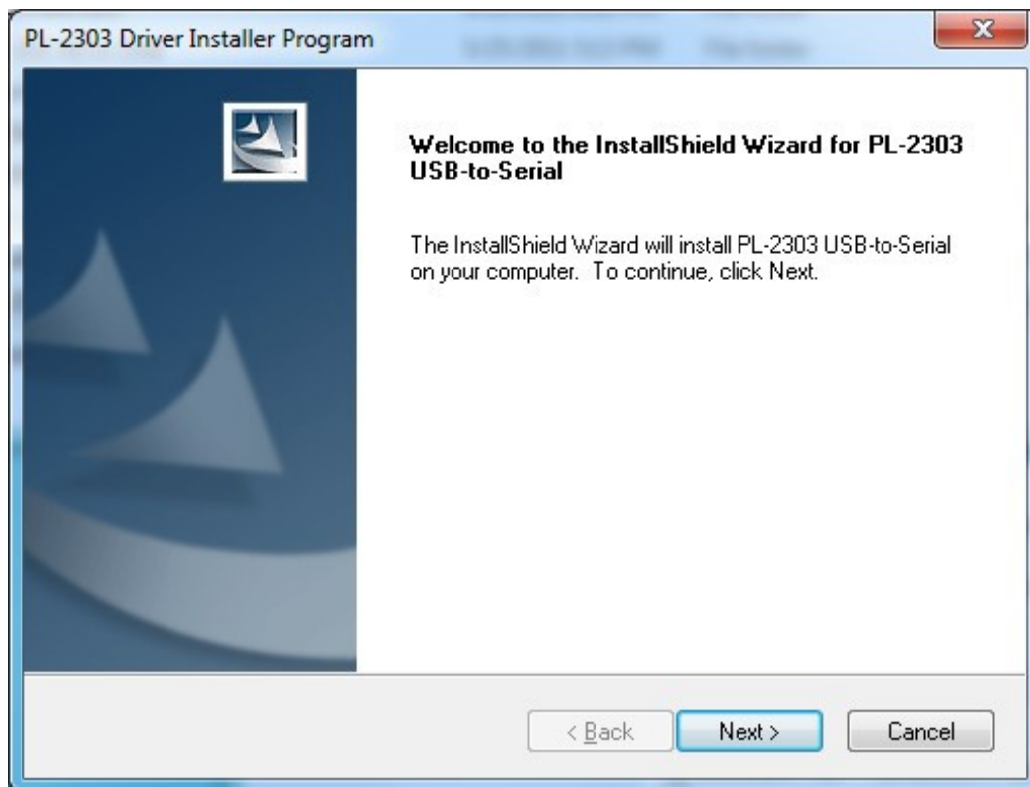 PL-2303 Driver Installer Program
Welcome to the InstallShield Wizard for PL-2303
USB-to-Serial
The InstallShield Wizard will install PL-2303 USB-to-Serial
on your computer.  To continue, click Next.
< Back
Next >
Cancel